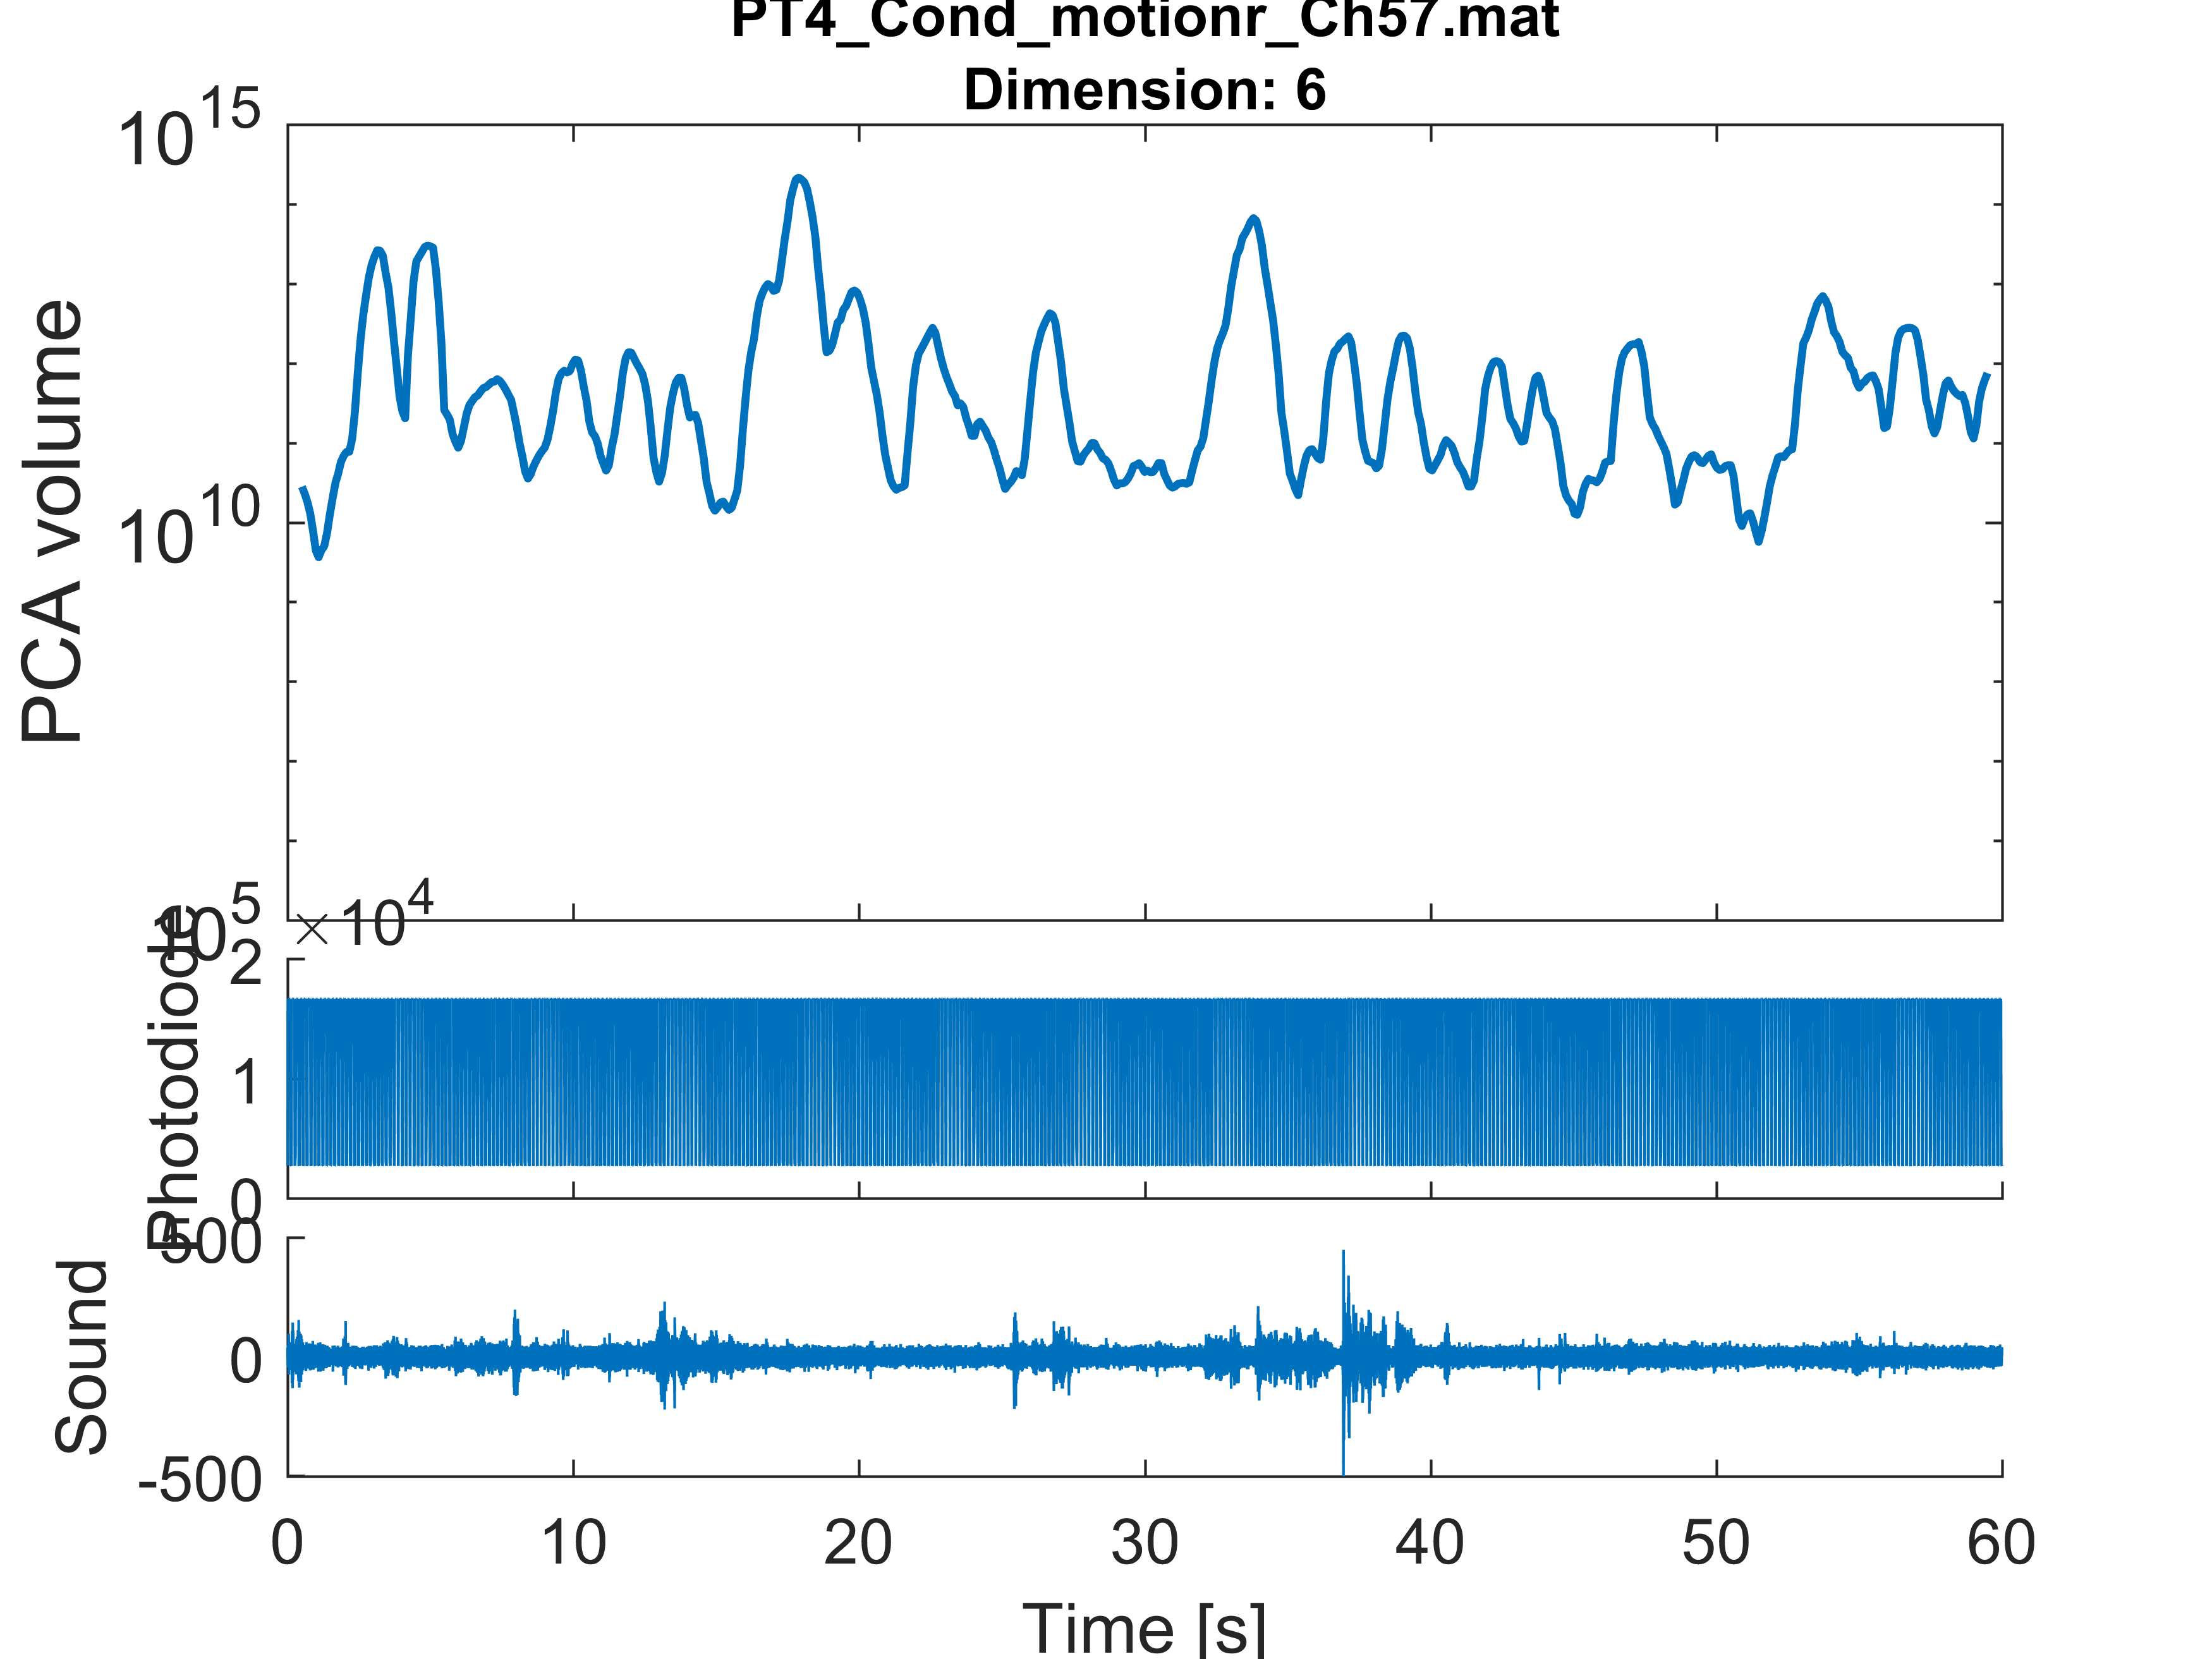 PT4_Cond_motionr_Ch57.mat
Dimension: 6
10^15
10^10
10^5
PCA volume
×10^4
2
1
0
Photodiode
500
0
-500
Sound
0 10 20 30 40 50 60
Time [s]